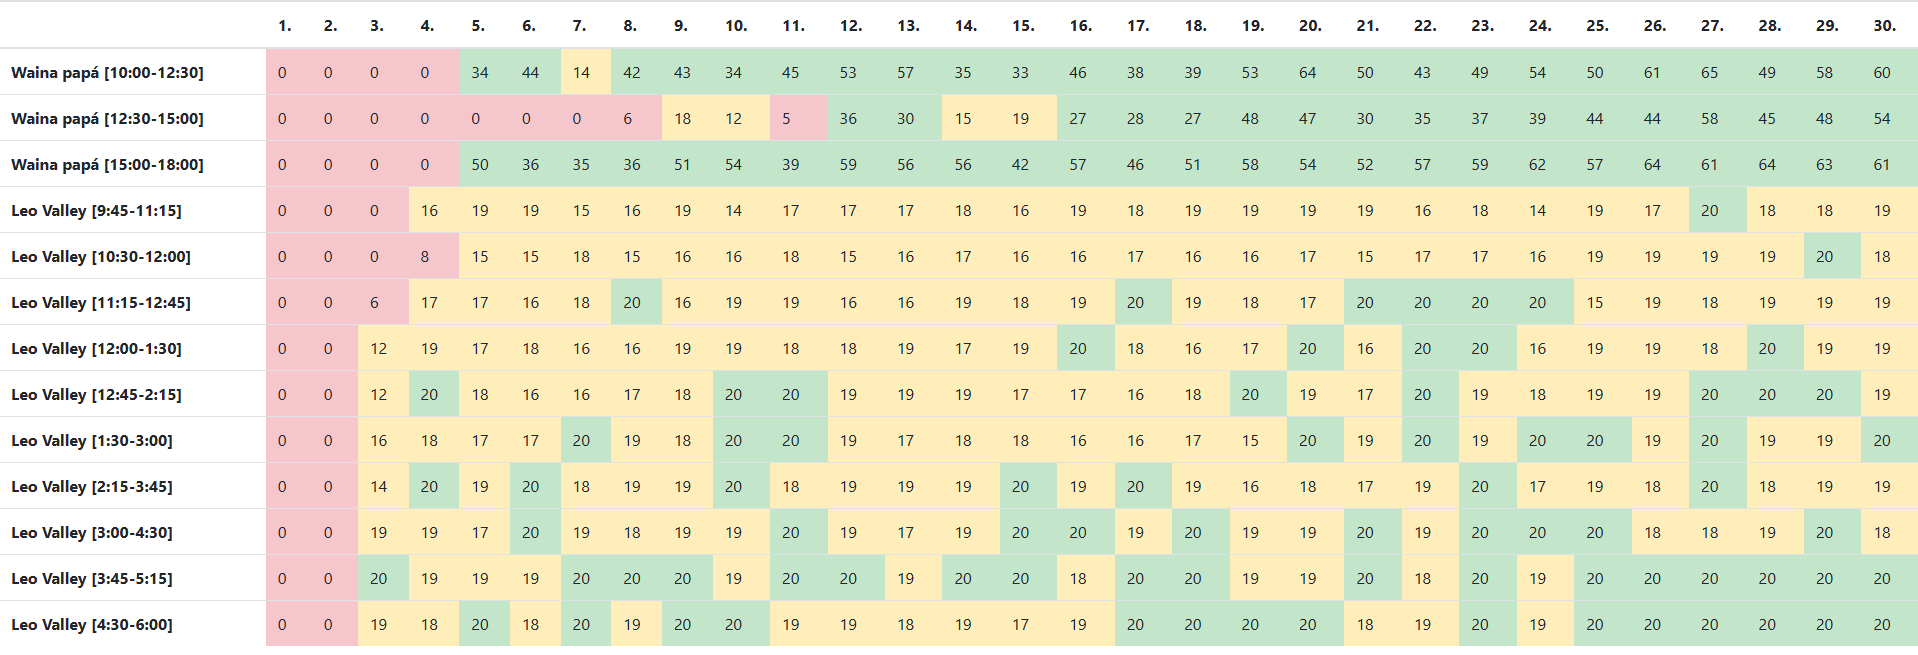 1. 2. 3. 4. 5. 6. 7. 8. 9. 10. 11. 12. 13. 14. 15. 16. 17. 18. 19. 20. 21. 22. 23. 24. 25. 26. 27. 28. 29. 30.
Waina papá [10:00-12:30] 0 0 0 0 34 44 14 42 43 34 45 53 57 35 33 46 38 39 53 64 50 43 49 54 50 61 65 49 58 60
Waina papá [12:30-15:00] 0 0 0 0 0 0 0 6 18 12 5 36 30 15 19 27 28 27 48 47 30 35 37 39 44 44 58 45 48 54
Waina papá [15:00-18:00] 0 0 0 0 50 36 35 36 51 54 39 59 56 56 42 57 46 51 58 54 52 57 59 62 57 64 61 64 63 61
Leo Valley [9:45-11:15] 0 0 0 16 19 19 15 16 19 14 17 17 17 18 16 19 18 19 19 19 19 16 18 14 19 17 20 18 18 19
Leo Valley [10:30-12:00] 0 0 0 8 15 15 18 15 16 16 18 15 16 17 16 16 17 16 16 17 15 17 17 16 19 19 19 19 20 18
Leo Valley [11:15-12:45] 0 0 6 17 17 16 18 20 16 19 19 16 16 19 18 19 20 19 18 17 20 20 20 20 15 19 18 19 19 19
Leo Valley [12:00-1:30] 0 0 12 19 17 18 16 16 19 19 18 18 19 17 19 20 18 16 17 20 16 20 20 16 19 19 18 20 19 19
Leo Valley [12:45-2:15] 0 0 12 20 18 16 16 17 18 20 20 19 19 19 17 17 16 18 20 19 17 20 19 18 19 19 20 20 20 19
Leo Valley [1:30-3:00] 0 0 16 18 17 17 20 19 18 20 20 19 17 18 18 16 16 17 15 20 19 20 19 20 20 19 20 19 19 20
Leo Valley [2:15-3:45] 0 0 14 20 19 20 18 19 19 20 18 19 19 19 20 19 20 19 16 18 17 19 20 17 19 18 20 18 19 19
Leo Valley [3:00-4:30] 0 0 19 19 17 20 19 18 19 19 20 19 17 19 20 20 19 20 19 19 20 19 20 20 20 18 18 19 20 18
Leo Valley [3:45-5:15] 0 0 20 19 19 19 20 20 20 19 20 20 19 20 20 18 20 20 19 19 20 18 20 19 20 20 20 20 20 20
Leo Valley [4:30-6:00] 0 0 19 18 20 18 20 19 20 20 19 19 18 19 17 19 20 20 20 20 18 19 20 19 20 20 20 20 20 20